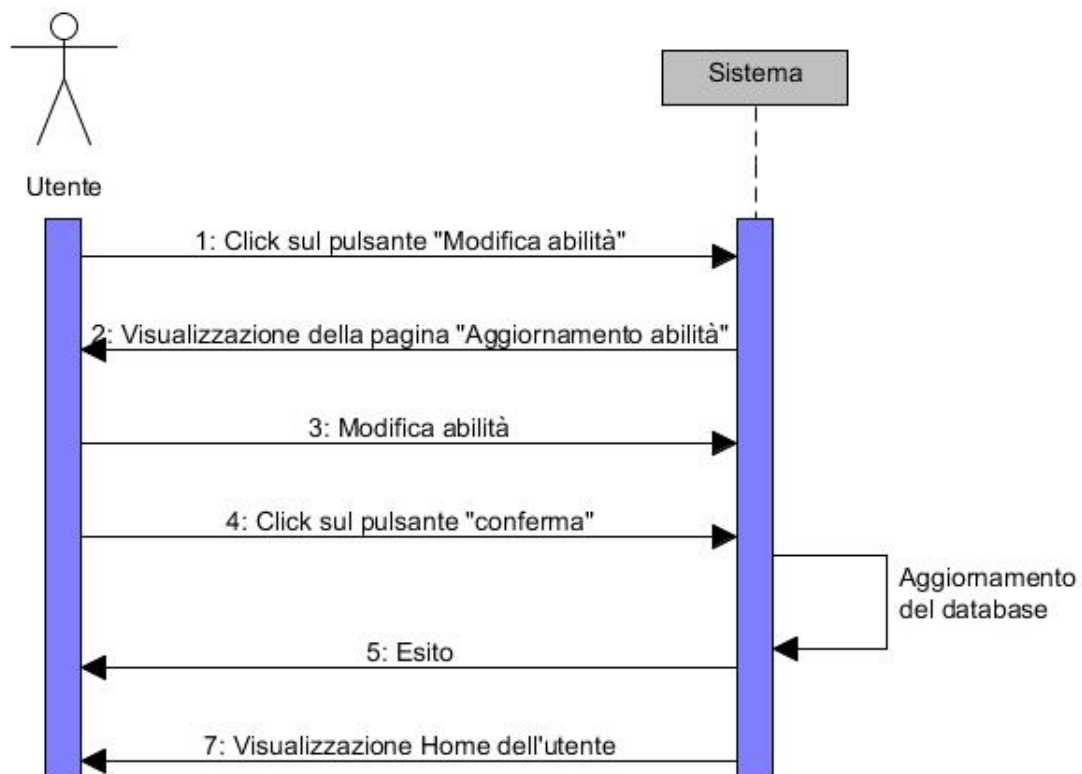 Sistema
Utente
1: Click sul pulsante "Modifica abilità"
2: Visualizzazione della pagina "Aggiornamento abilità"
3: Modifica abilità
4: Click sul pulsante "conferma"
Aggiornamento
del database
5: Esito
7: Visualizzazione Home dell'utente